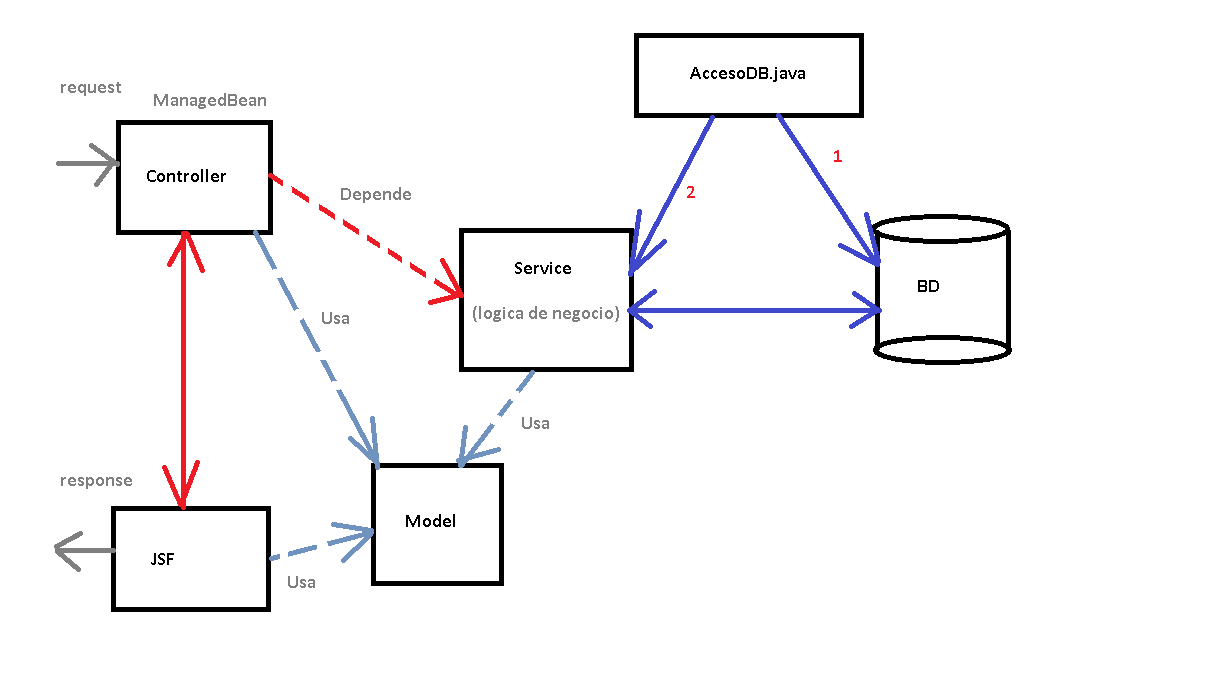 AccesoDB.java
request
ManagedBean
Controller
1
Depende
2
Service
(logica de negocio)
BD
Usa
Usa
response
Model
JSF
Usa